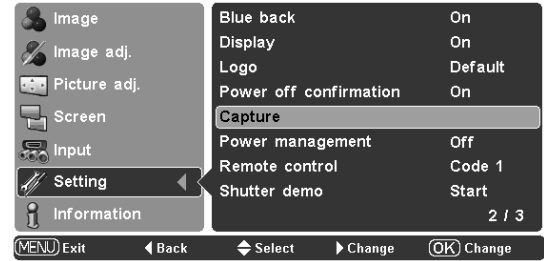 Image
Image adj.
Picture adj.
Screen
Input
Setting
Information
Blue back On
Display On
Logo Default
Power off confirmation On
Capture
Power management Off
Remote control Code 1
Shutter demo Start
2 / 3
MENU Exit Back Select Change OK Change